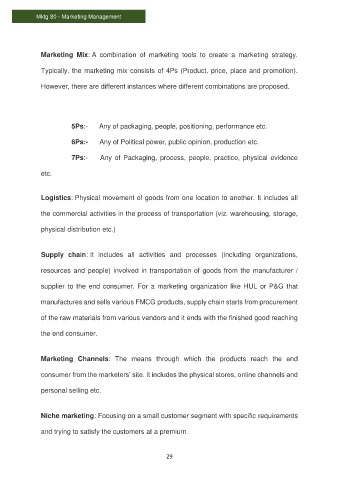 Mktg 80 - Marketing Management
Marketing Mix: A combination of marketing tools to create a marketing strategy.
Typically, the marketing mix consists of 4Ps (Product, price, place and promotion).
However, there are different instances where different combinations are proposed.
5Ps:- Any of packaging, people, positioning, performance etc.
6Ps:- Any of Political power, public opinion, production etc.
7Ps:- Any of Packaging, process, people, practice, physical evidence
etc.
Logistics: Physical movement of goods from one location to another. It includes all
the commercial activities in the process of transportation (viz. warehousing, storage,
physical distribution etc.)
Supply chain: It includes all activities and processes (including organizations,
resources and people) involved in transportation of goods from the manufacturer /
supplier to the end consumer. For a marketing organization like HUL or P&G that
manufactures and sells various FMCG products, supply chain starts from procurement
of the raw materials from various vendors and it ends with the finished good reaching
the end consumer.
Marketing Channels: The means through which the products reach the end
consumer from the marketers' site. It includes the physical stores, online channels and
personal selling etc.
Niche marketing: Focusing on a small customer segment with specific requirements
and trying to satisfy the customers at a premium.
29